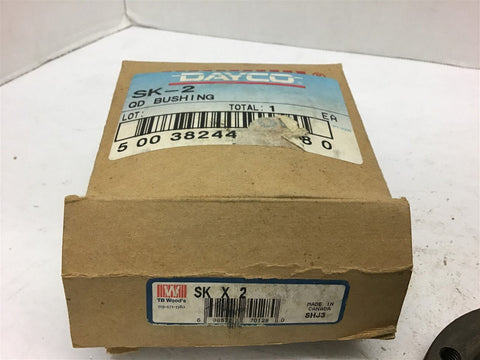 DAYCO ®
SK-2
QD BUSHING
LOT: TOTAL: 1 EA
5 00 38244 80
TB Wood's
SK X 2
MADE IN
CANADA
SHJ3